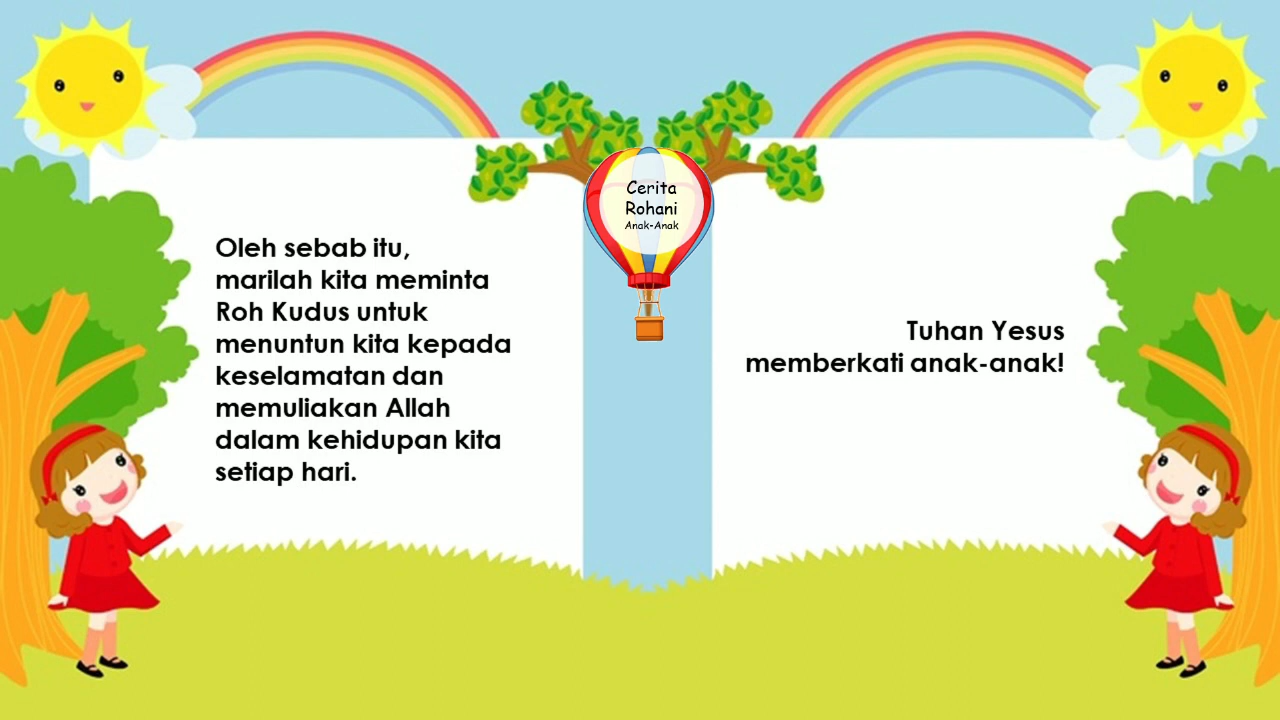 Cerita
Rohani
Anak-Anak
Oleh sebab itu,
marilah kita meminta
Roh Kudus untuk
menuntun kita kepada
keselamatan dan
memuliakan Allah
dalam kehidupan kita
setiap hari.
Tuhan Yesus
memberkati anak-anak!